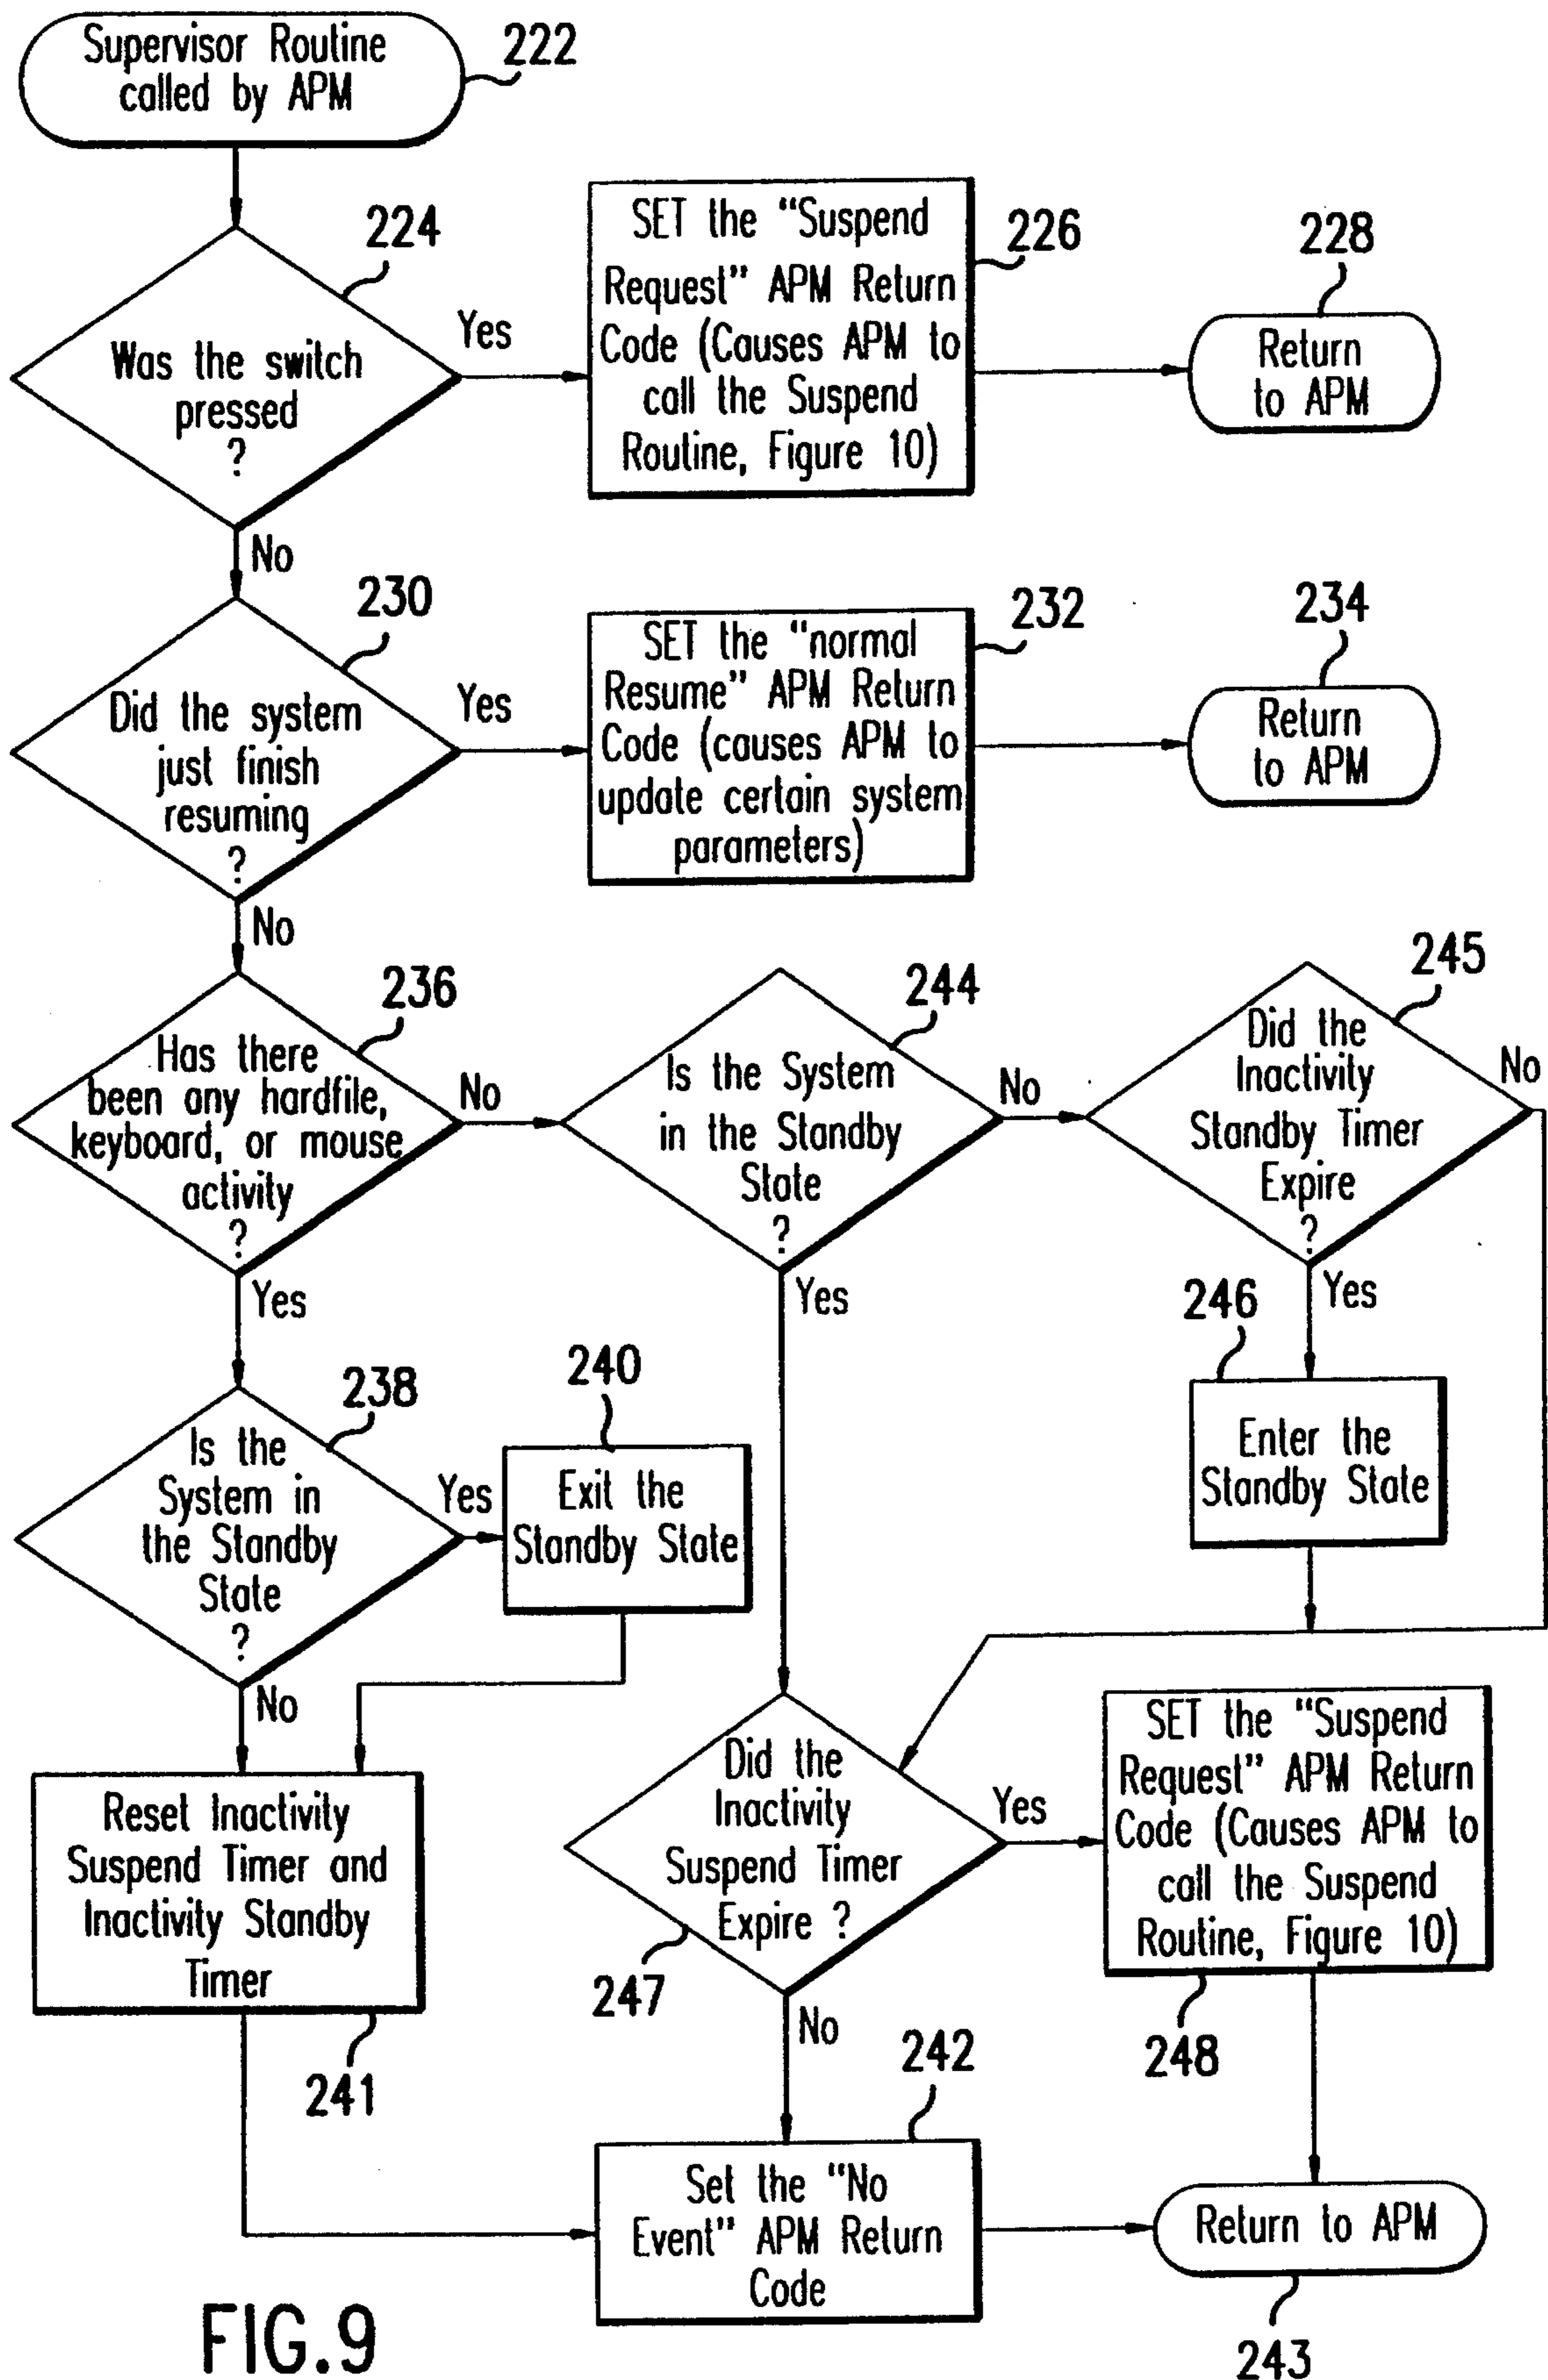 Supervisor Routine
called by APM
222
224
Was the switch
pressed
?
Yes
No
SET the "Suspend
Request" APM Return
Code (Causes APM to
call the Suspend
Routine, Figure 10)
226
228
Return
to APM
230
Did the system
just finish
resuming
?
Yes
No
SET the "normal
Resume" APM Return
Code (causes APM to
update certain system
parameters)
232
234
Return
to APM
236
Has there
been any hardfile,
keyboard, or mouse
activity
?
No
Yes
244
Is the System
in the Standby
State
?
No
Yes
245
Did the
Inactivity
Standby Timer
Expire
?
No
Yes
246
Enter the
Standby State
238
Is the
System in
the Standby
State
?
Yes
No
240
Exit the
Standby State
Reset Inactivity
Suspend Timer and
Inactivity Standby
Timer
241
Did the
Inactivity
Suspend Timer
Expire ?
247
Yes
No
SET the "Suspend
Request" APM Return
Code (Causes APM to
call the Suspend
Routine, Figure 10)
248
242
Set the "No
Event" APM Return
Code
Return to APM
243
FIG.9